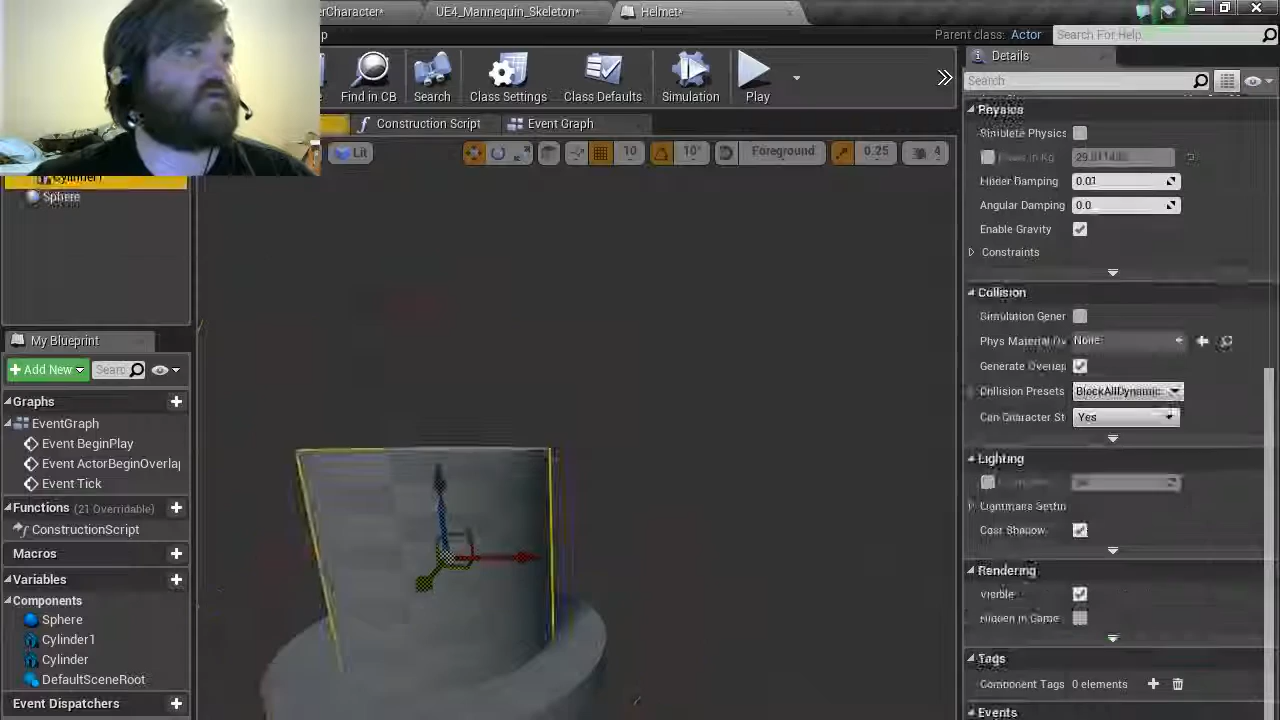 erCharacter*
UE4_Mannequin_Skeleton*
Helmet*
p
Parent class: Actor
Search For Help
Find in CB
Search
Class Settings
Class Defaults
Simulation
Play
Details
Search
Construction Script
Event Graph
Lit
10
10°
Foreground
0.25
4
Cylinder1
Sphere
Physics
Simulate Physics
Linear Damping 0.01
Angular Damping 0.0
Enable Gravity
Constraints
Collision
Simulation Gener
Phys Material Ov None
Generate Overlap
Collision Presets BlockAllDynamic
Can Character St Yes
Lighting
Lightmass Settin
Cast Shadow
Rendering
Visible
Hidden in Game
Tags
Component Tags 0 elements
Events
My Blueprint
Add New
Searc
Graphs
EventGraph
Event BeginPlay
Event ActorBeginOverlap
Event Tick
Functions (21 Overridable)
ConstructionScript
Macros
Variables
Components
Sphere
Cylinder1
Cylinder
DefaultSceneRoot
Event Dispatchers